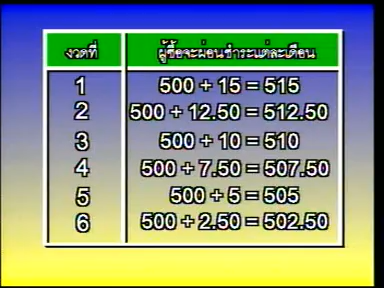 งวดที่ ผู้ซื้อจะผ่อนชำระแต่ละเดือน
1 500 + 15 = 515
2 500 + 12.50 = 512.50
3 500 + 10 = 510
4 500 + 7.50 = 507.50
5 500 + 5 = 505
6 500 + 2.50 = 502.50